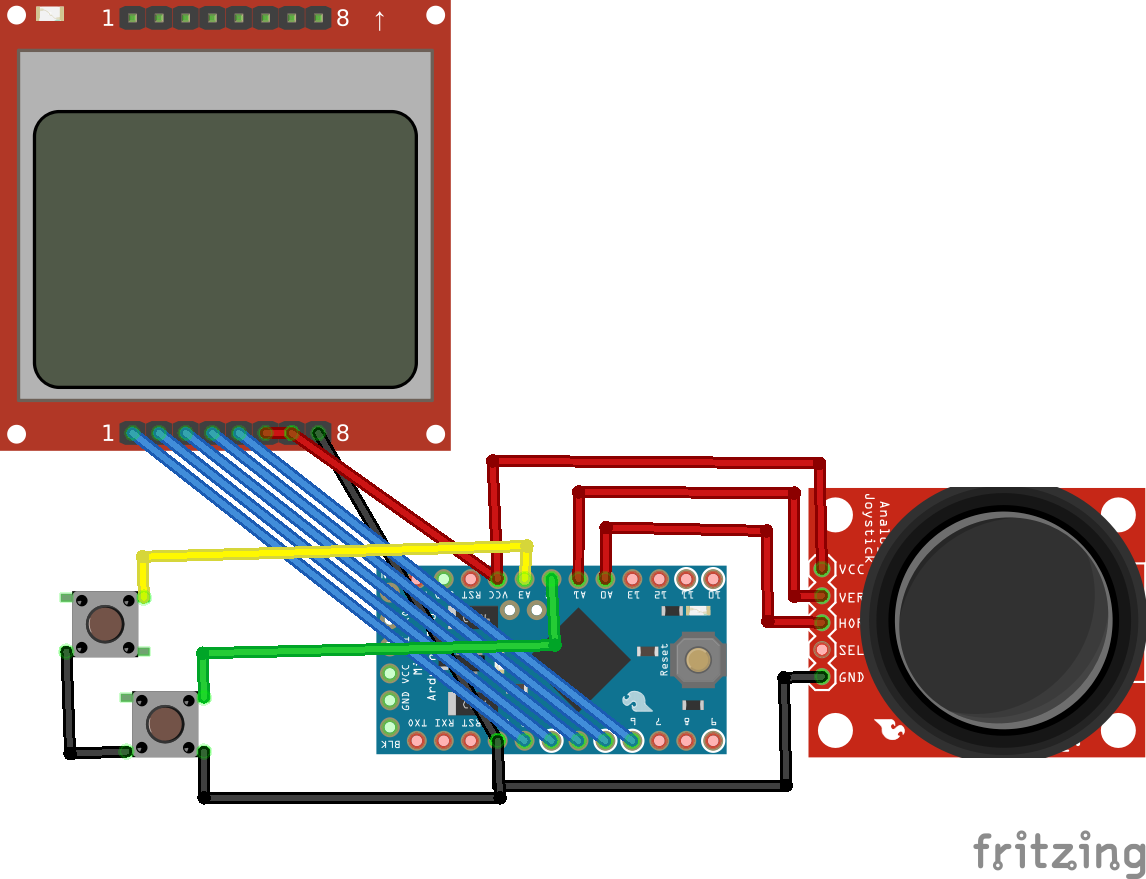 1 8 ↑
1 8
Analo
Joystick
VCC
VER
HOR
SEL
GND
RST VCC A3 A1 A0 13 12 11 10
Reset
GND VCC
BLK
TXO RXI RST 6 7 8 9
fritzing